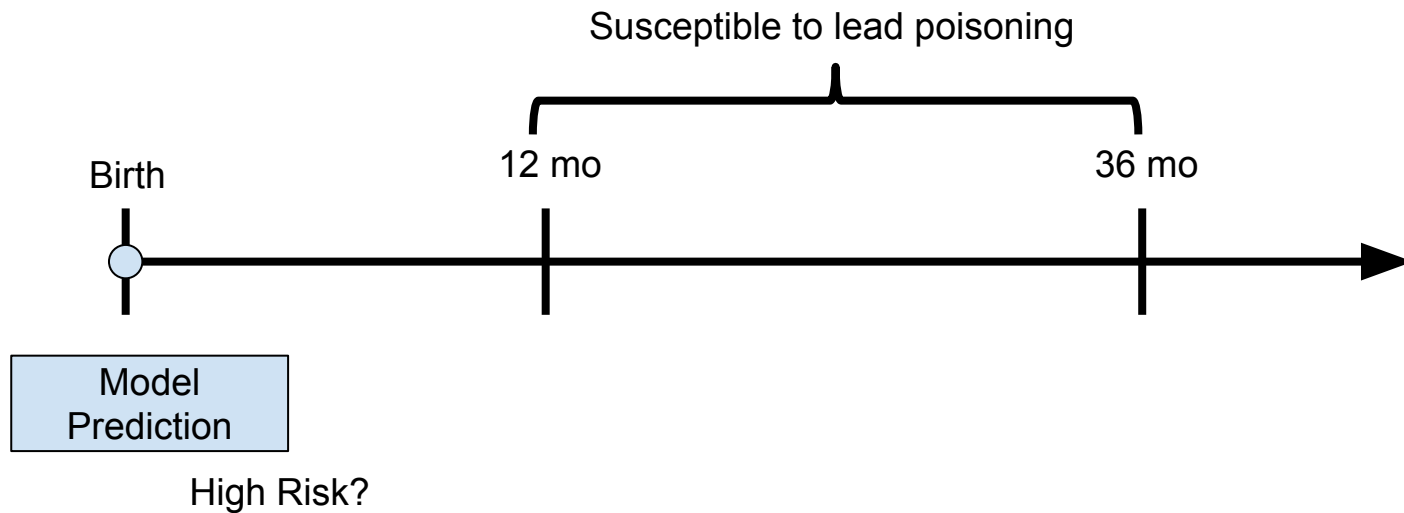 Susceptible to lead poisoning
Birth
12 mo
36 mo
Model
Prediction
High Risk?